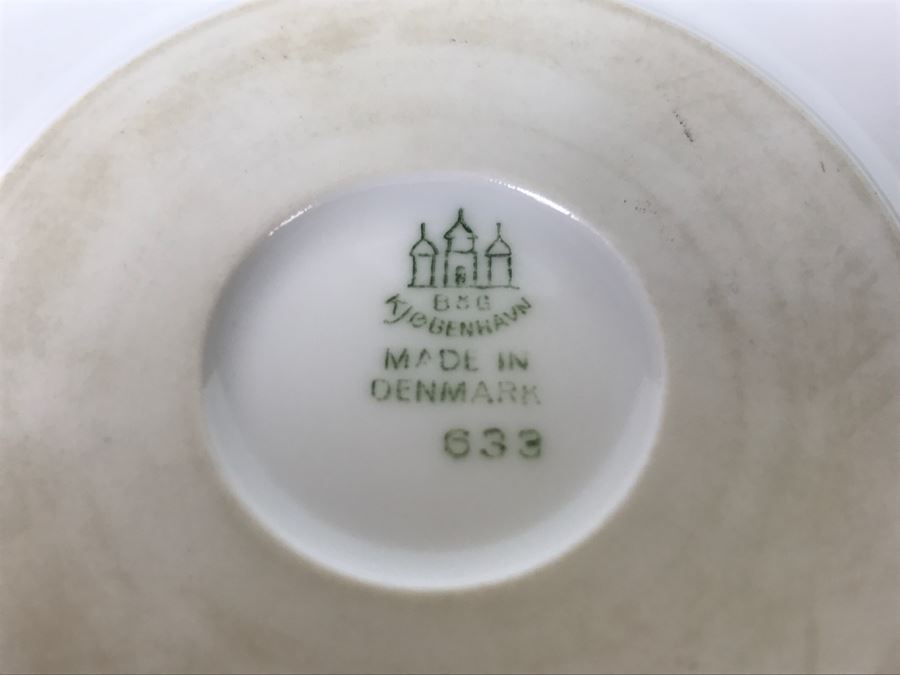 B&G
KJØBENHAVN
MADE IN
DENMARK
633